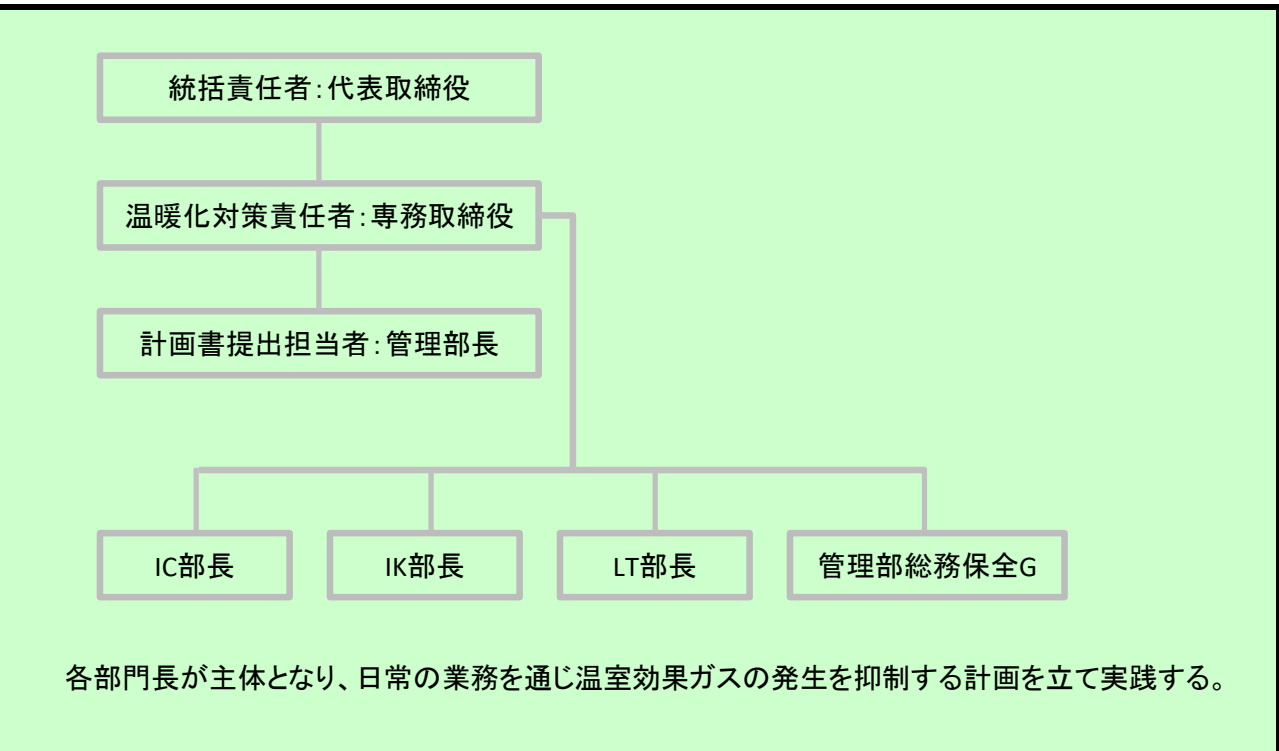 統括責任者：代表取締役
温暖化対策責任者：専務取締役
計画書提出担当者：管理部長
IC部長
IK部長
LT部長
管理部総務保全G
各部門長が主体となり、日常の業務を通じ温室効果ガスの発生を抑制する計画を立て実践する。